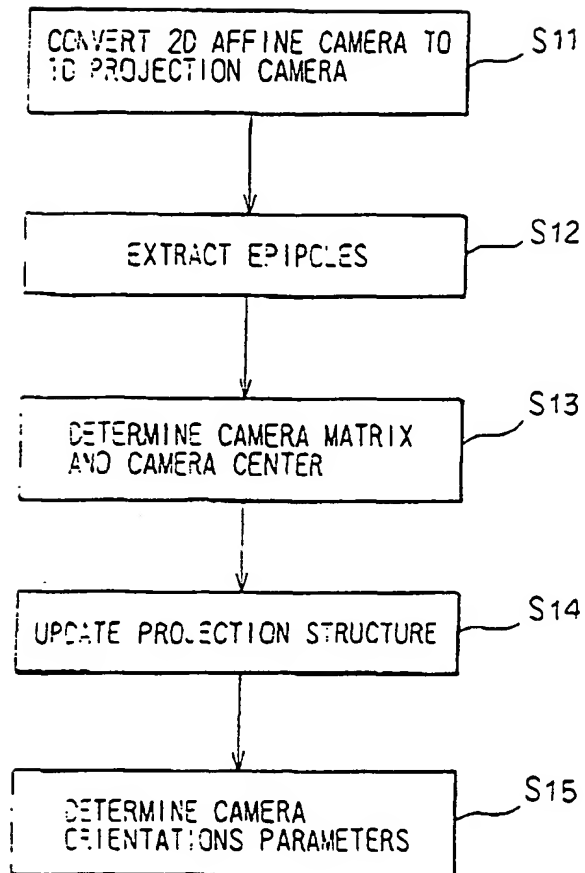 CONVERT 2D AFFINE CAMERA TO
1D PROJECTION CAMERA
S11
EXTRACT EPIPOLES
S12
DETERMINE CAMERA MATRIX
AND CAMERA CENTER
S13
UPDATE PROJECTION STRUCTURE
S14
DETERMINE CAMERA
ORIENTATIONS PARAMETERS
S15